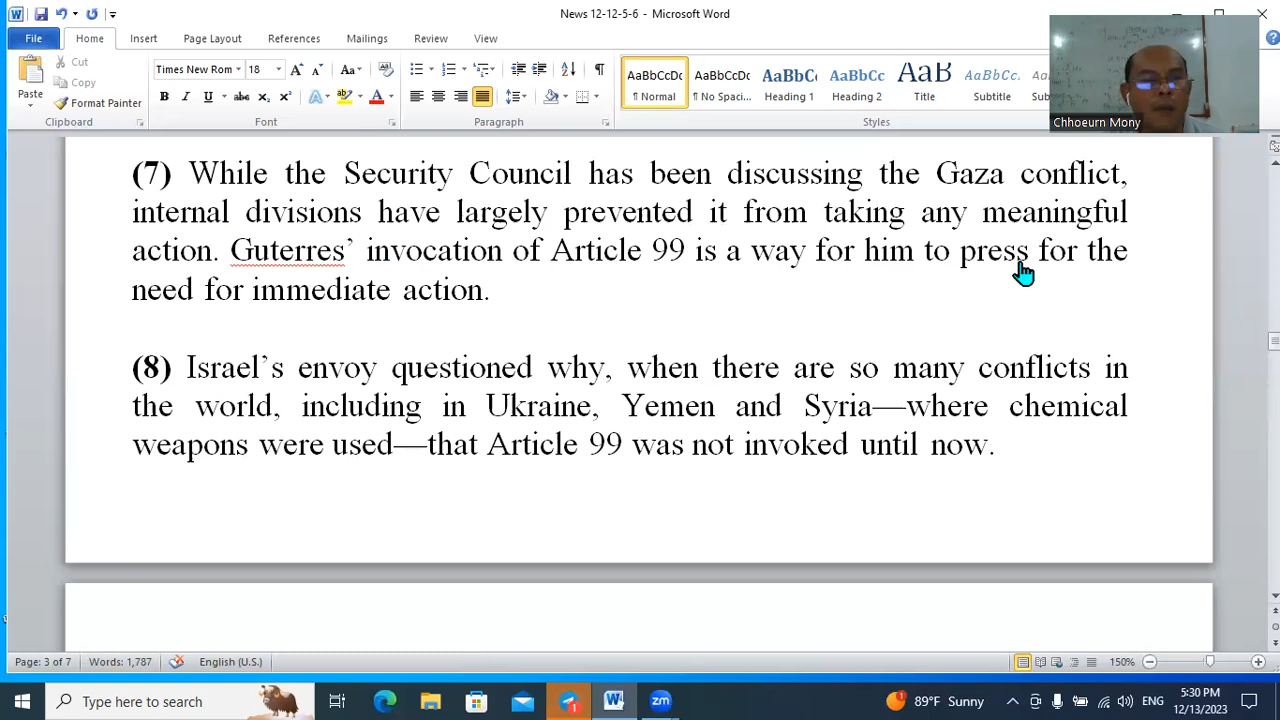 News 12-12-5-6 - Microsoft Word
File Home Insert Page Layout References Mailings Review View
Paste
Cut
Copy
Format Painter
Clipboard
Times New Rom 18
Font
Paragraph
AaBbCcDc AaBbCcDc AaBbC AaBbCc AaB AaBbCc
¶ Normal ¶ No Spaci... Heading 1 Heading 2 Title Subtitle
Styles
Chhoeurn Mony
(7) While the Security Council has been discussing the Gaza conflict,
internal divisions have largely prevented it from taking any meaningful
action. Guterres’ invocation of Article 99 is a way for him to press for the
need for immediate action.
(8) Israel’s envoy questioned why, when there are so many conflicts in
the world, including in Ukraine, Yemen and Syria—where chemical
weapons were used—that Article 99 was not invoked until now.
Page: 3 of 7 Words: 1,787 English (U.S.) 150%
Type here to search
89°F Sunny
ENG
5:30 PM
12/13/2023